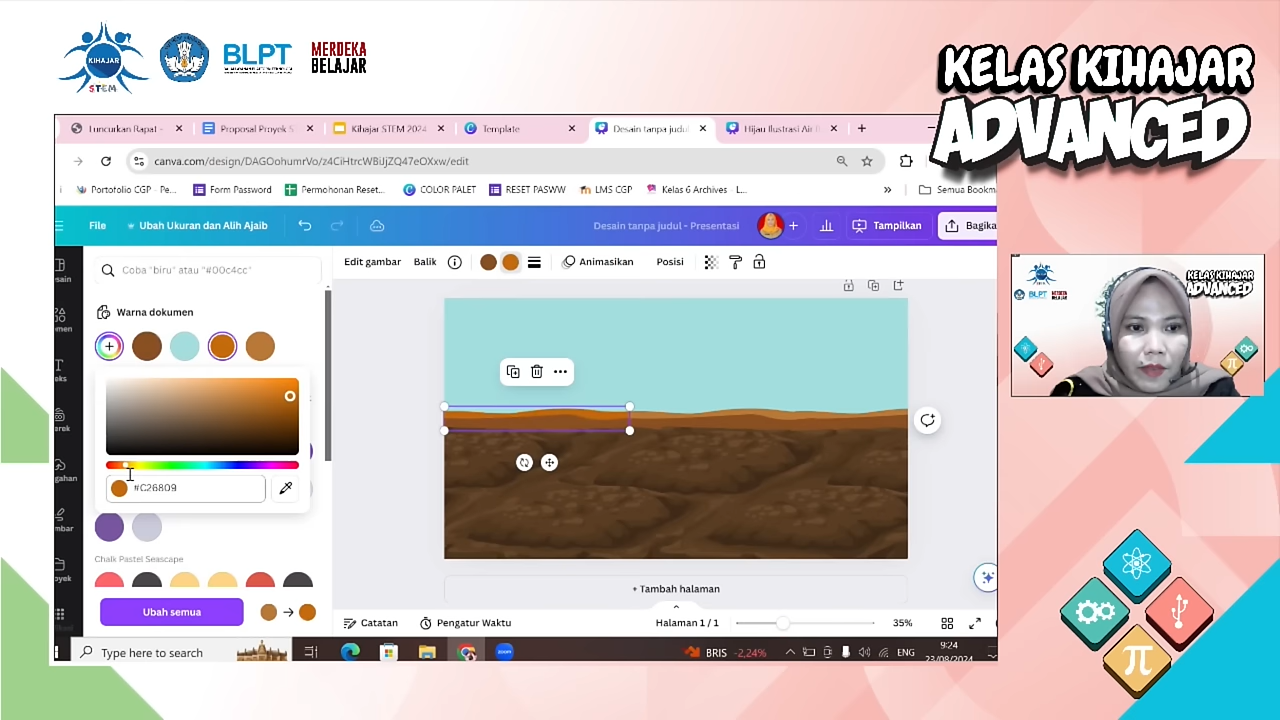 KIHAJAR
STEM
BLPT
MERDEKA
BELAJAR
KELAS KIHAJAR
ADVANCED
Luncurkan Rapat -
Proposal Proyek S
Kihajar STEM 2024
Template
Desain tanpa judul
Hijau Ilustrasi Air
canva.com/design/DAGOohumrVo/z4CiHtrcWBiJjZQ47eOXxw/edit
Portofolio CGP - Pe...
Form Password
Permohonan Reset...
COLOR PALET
RESET PASWW
LMS CGP
Kelas 6 Archives - L...
Semua Bookm
File
Ubah Ukuran dan Alih Ajaib
Desain tanpa judul - Presentasi
Tampilkan
Bagika
Coba "biru" atau "#00c4cc"
Edit gambar
Balik
Animasikan
Posisi
Warna dokumen
#C26809
Chalk Pastel Seascape
Ubah semua
+ Tambah halaman
Catatan
Pengatur Waktu
Halaman 1 / 1
35%
Type here to search
BRIS -2,24%
ENG
9:24
23/08/2024
KELAS KIHAJAR
ADVANCED